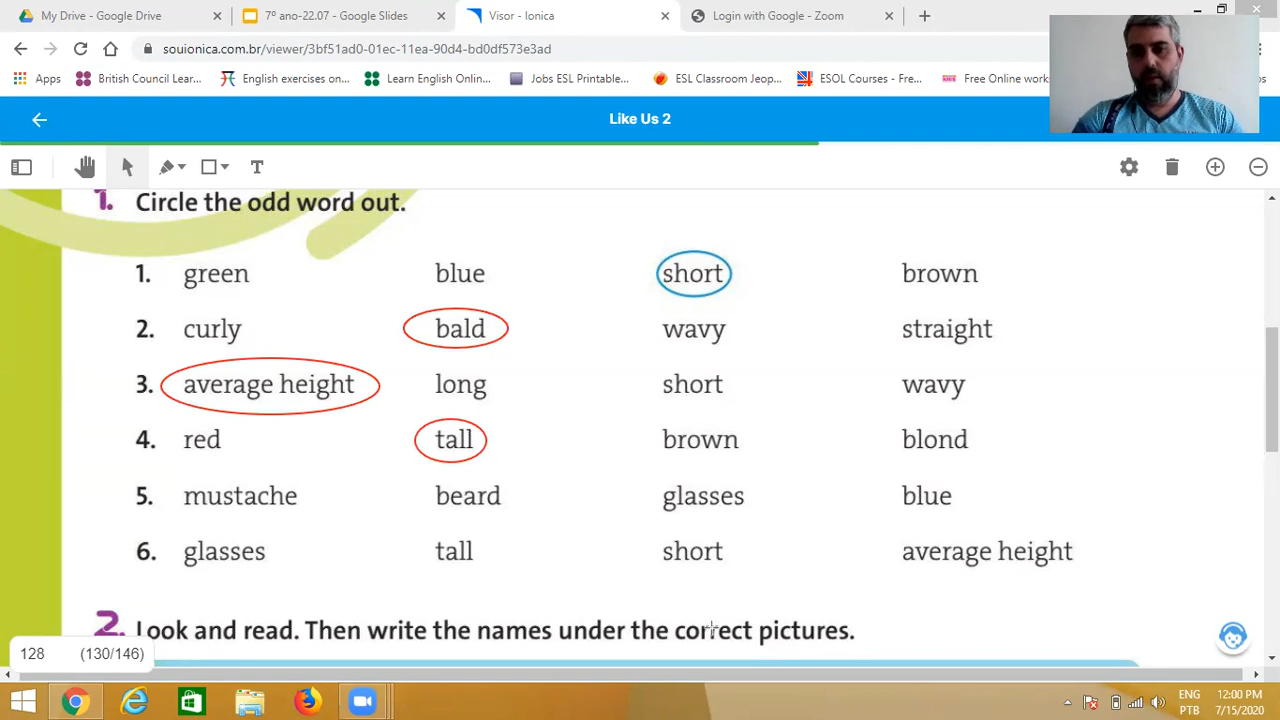 My Drive - Google Drive
7º ano-22.07 - Google Slides
Visor - Ionica
Login with Google - Zoom
souionica.com.br/viewer/3bf51ad0-01ec-11ea-90d4-bd0df573e3ad
Apps
British Council Lear...
English exercises on...
Learn English Onlin...
Jobs ESL Printable...
ESL Classroom Jeop...
ESOL Courses - Fre...
Free Online works
Like Us 2
T
1. Circle the odd word out.
1. green blue short brown
2. curly bald wavy straight
3. average height long short wavy
4. red tall brown blond
5. mustache beard glasses blue
6. glasses tall short average height
2. Look and read. Then write the names under the correct pictures.
128 (130/146)
ENG 12:00 PM
PTB 7/15/2020